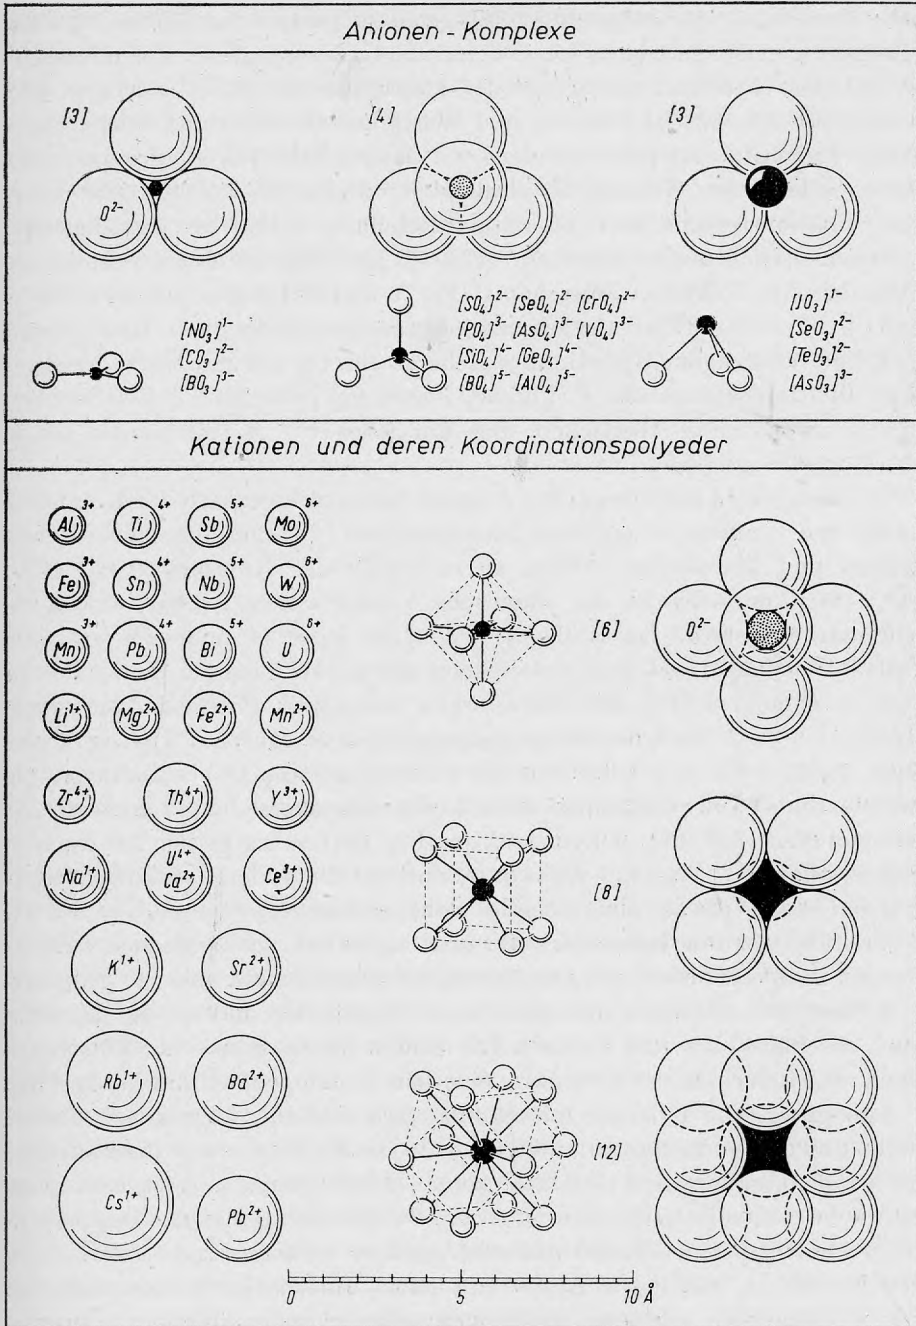 Anionen - Komplexe
[3] [4] [3]
O²⁻
[NO₃]¹⁻
[CO₃]²⁻
[BO₃]³⁻
[SO₄]²⁻ [SeO₄]²⁻ [CrO₄]²⁻
[PO₄]³⁻ [AsO₄]³⁻ [VO₄]³⁻
[SiO₄]⁴⁻ [GeO₄]⁴⁻
[BO₄]⁵⁻ [AlO₄]⁵⁻
[JO₃]¹⁻
[SeO₃]²⁻
[TeO₃]²⁻
[AsO₃]³⁻
Kationen und deren Koordinationspolyeder
Al³⁺ Ti⁴⁺ Sb⁵⁺ Mo⁶⁺
Fe³⁺ Sn⁴⁺ Nb⁵⁺ W⁶⁺
Mn³⁺ Pb⁴⁺ Bi⁵⁺ U⁶⁺
[6] O²⁻
Li¹⁺ Mg²⁺ Fe²⁺ Mn²⁺
Zr⁴⁺ Th⁴⁺ Y³⁺
Na¹⁺ U⁴⁺ Ca²⁺ Ce³⁺
[8]
K¹⁺ Sr²⁺
Rb¹⁺ Ba²⁺
[12]
Cs¹⁺ Pb²⁺
0 5 10 Å